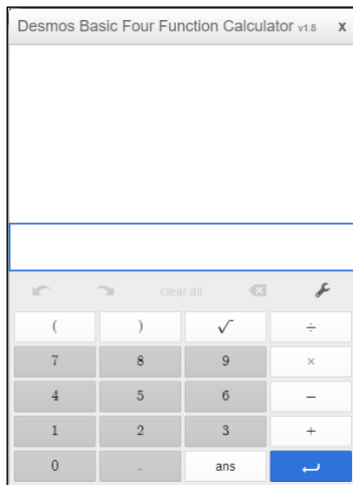 Desmos Basic Four Function Calculator v1.8 x
clear all
( ) √ ÷
7 8 9 ×
4 5 6 −
1 2 3 +
0 . ans